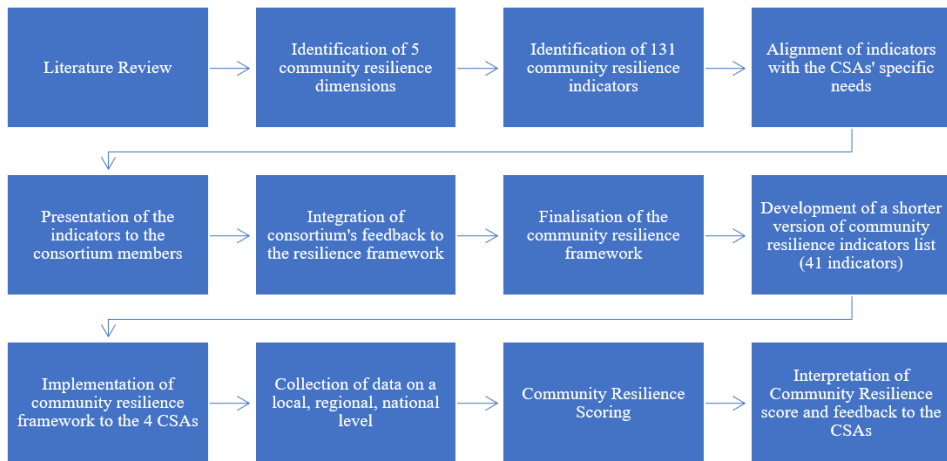 Literature Review
Identification of 5
community resilience
dimensions
Identification of 131
community resilience
indicators
Alignment of indicators
with the CSAs' specific
needs
Presentation of the
indicators to the
consortium members
Integration of
consortium's feedback to
the resilience framework
Finalisation of the
community resilience
framework
Development of a shorter
version of community
resilience indicators list
(41 indicators)
Implementation of
community resilience
framework to the 4 CSAs
Collection of data on a
local, regional, national
level
Community Resilience
Scoring
Interpretation of
Community Resilience
score and feedback to the
CSAs